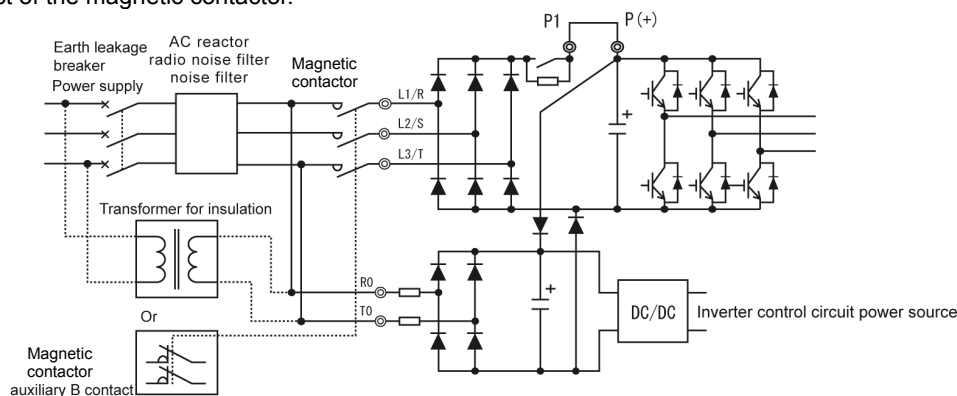 ct of the magnetic contactor.
P1
P(+)
Earth leakage
breaker
Power supply
AC reactor
radio noise filter
noise filter
Magnetic
contactor
L1/R
L2/S
L3/T
+
Transformer for insulation
R0
T0
+
DC/DC
Inverter control circuit power source
Or
Magnetic
contactor
auxiliary B contact